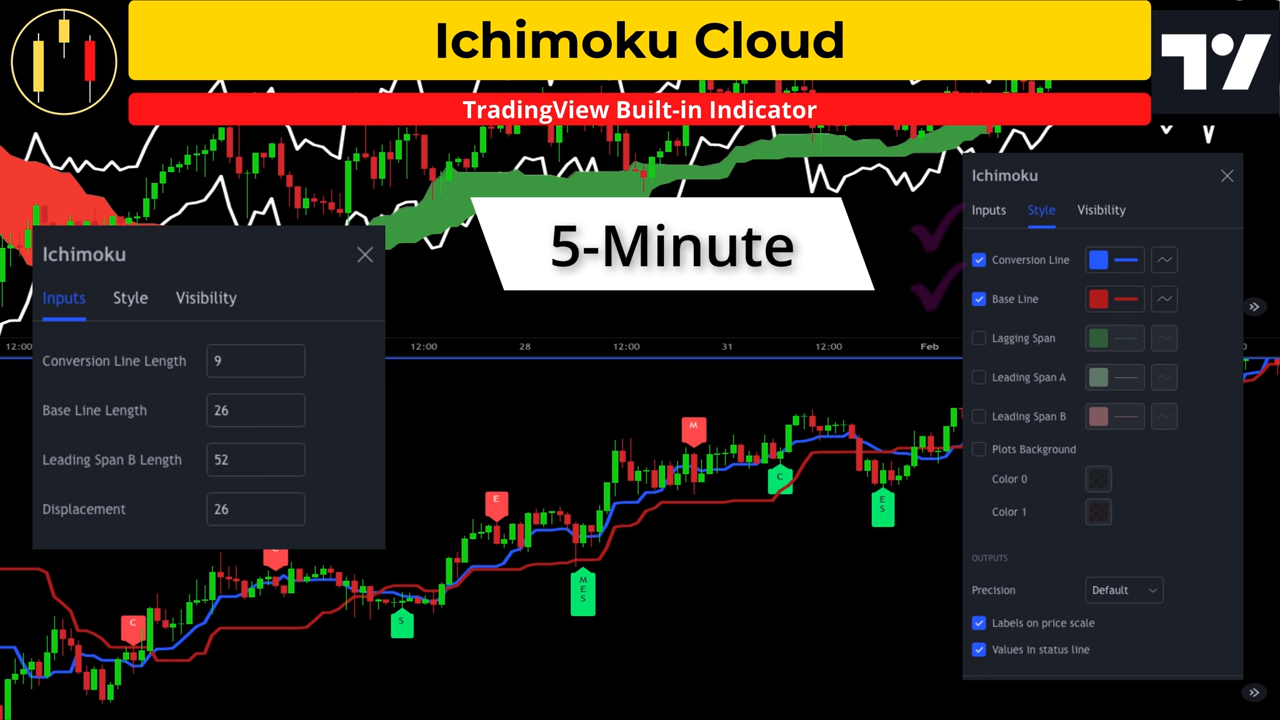 Ichimoku Cloud
TradingView Built-in Indicator
5-Minute
Ichimoku
Inputs Style Visibility
Conversion Line Length 9
Base Line Length 26
Leading Span B Length 52
Displacement 26
Ichimoku
Inputs Style Visibility
Conversion Line
Base Line
Lagging Span
Leading Span A
Leading Span B
Plots Background
Color 0
Color 1
OUTPUTS
Precision Default
Labels on price scale
Values in status line
12:00 12:00 28 12:00 31 12:00 Feb
M
C
E
S
E
M
E
S
C
S
C